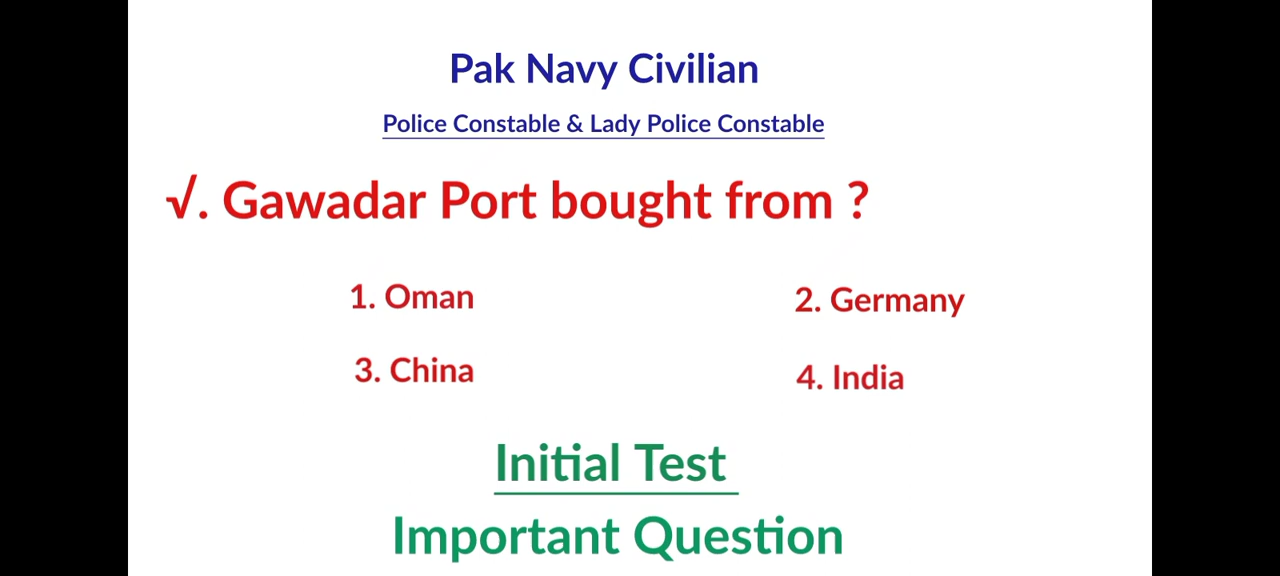 Pak Navy Civilian
Police Constable & Lady Police Constable
√. Gawadar Port bought from ?
1. Oman
2. Germany
3. China
4. India
Initial Test
Important Question